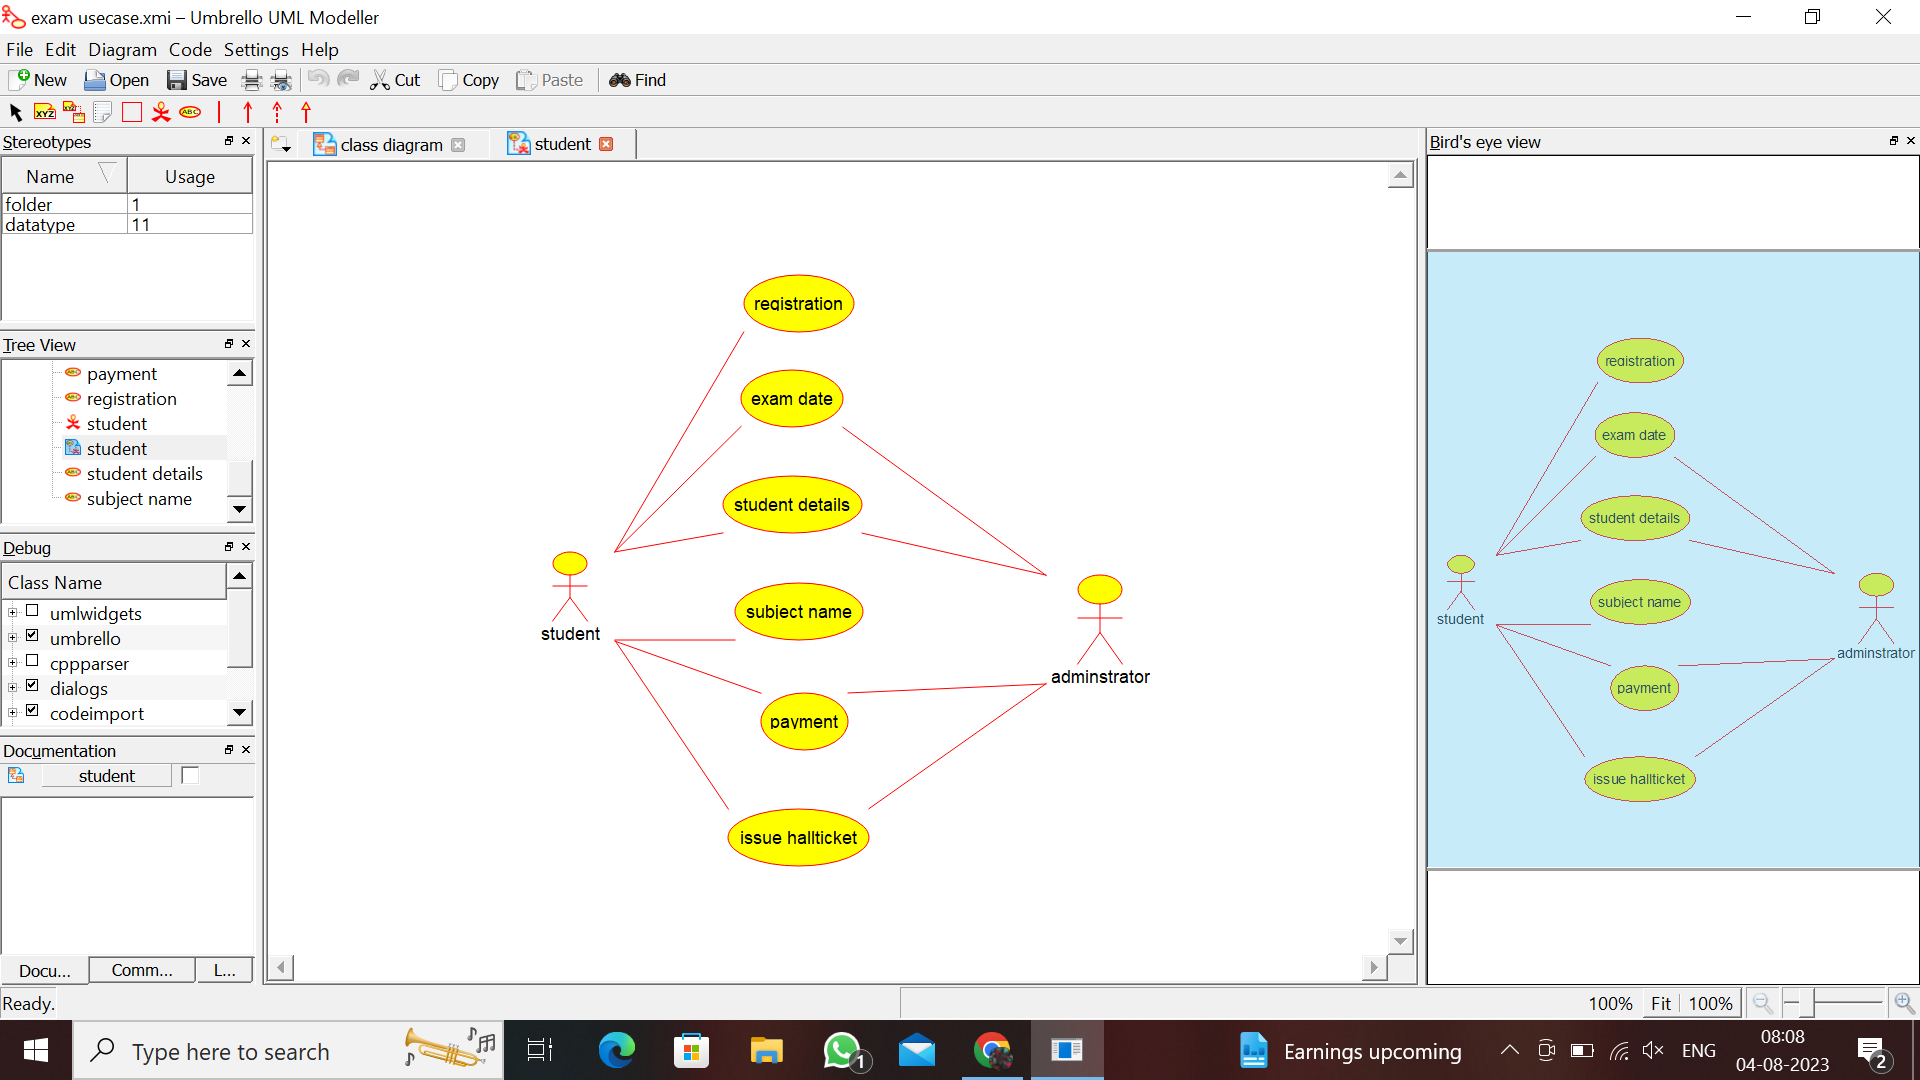 exam usecase.xmi – Umbrello UML Modeller
File Edit Diagram Code Settings Help
New Open Save Cut Copy Paste Find
XYZ XYZ ABC
Stereotypes
Name Usage
folder 1
datatype 11
Tree View
payment
registration
student
student
student details
subject name
Debug
Class Name
umlwidgets
umbrello
cppparser
dialogs
codeimport
Documentation
student
Docu... Comm... L...
class diagram student
registration
exam date
student details
student
subject name
adminstrator
payment
issue hallticket
Bird's eye view
registration
exam date
student details
subject name
student
adminstrator
payment
issue hallticket
Ready. 100% Fit 100%
Type here to search
1
Earnings upcoming
ENG
08:08
04-08-2023
2